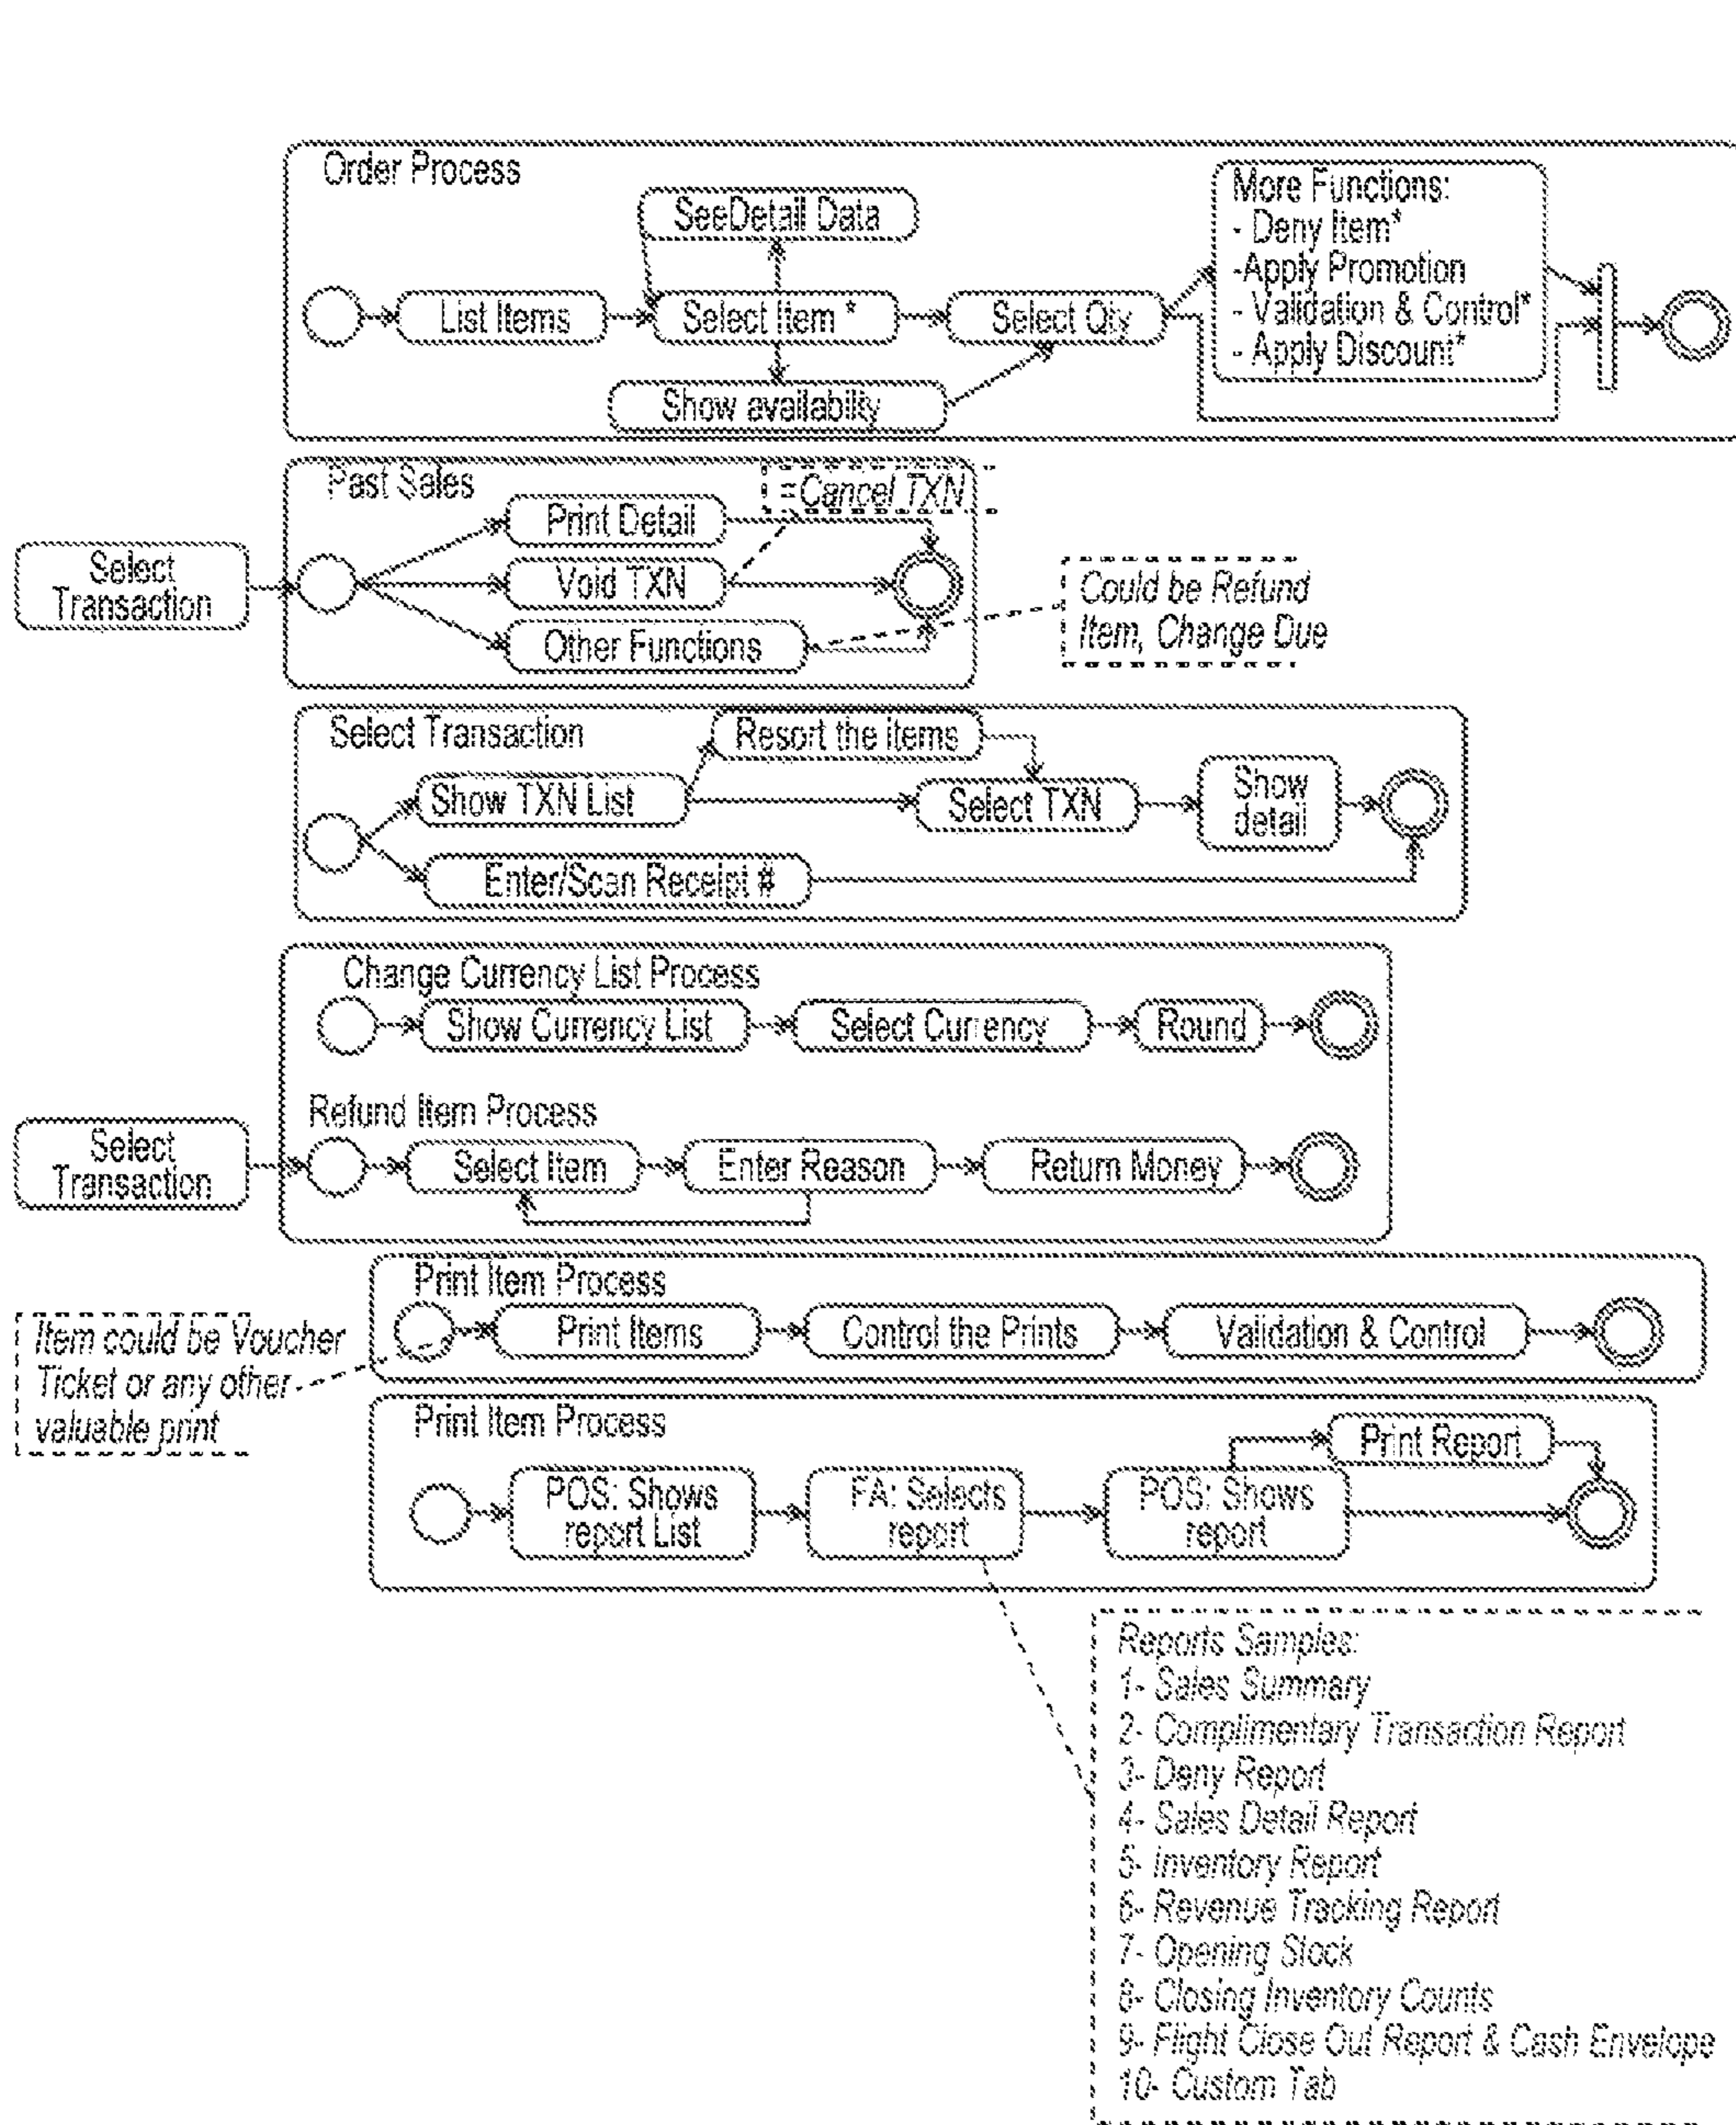 Order Process
SeeDetail Data
List Items
Select Item *
Select Qty
Show availability
More Functions:
- Deny Item*
-Apply Promotion
- Validation & Control*
- Apply Discount*
Past Sales
=Cancel TXN
Select
Transaction
Print Detail
Void TXN
Other Functions
Could be Refund
Item, Change Due
Select Transaction
Resort the items
Show TXN List
Select TXN
Show
detail
Enter/Scan Receipt #
Change Currency List Process
Show Currency List
Select Currency
Round
Refund Item Process
Select
Transaction
Select Item
Enter Reason
Return Money
Print Item Process
Item could be Voucher
Ticket or any other
valuable print
Print Items
Control the Prints
Validation & Control
Print Item Process
POS: Shows
report List
FA: Selects
report
POS: Shows
report
Print Report
Reports Samples:
1- Sales Summary
2- Complimentary Transaction Report
3- Deny Report
4- Sales Detail Report
5- Inventory Report
6- Revenue Tracking Report
7- Opening Stock
8- Closing Inventory Counts
9- Flight Close Out Report & Cash Envelope
10- Custom Tab